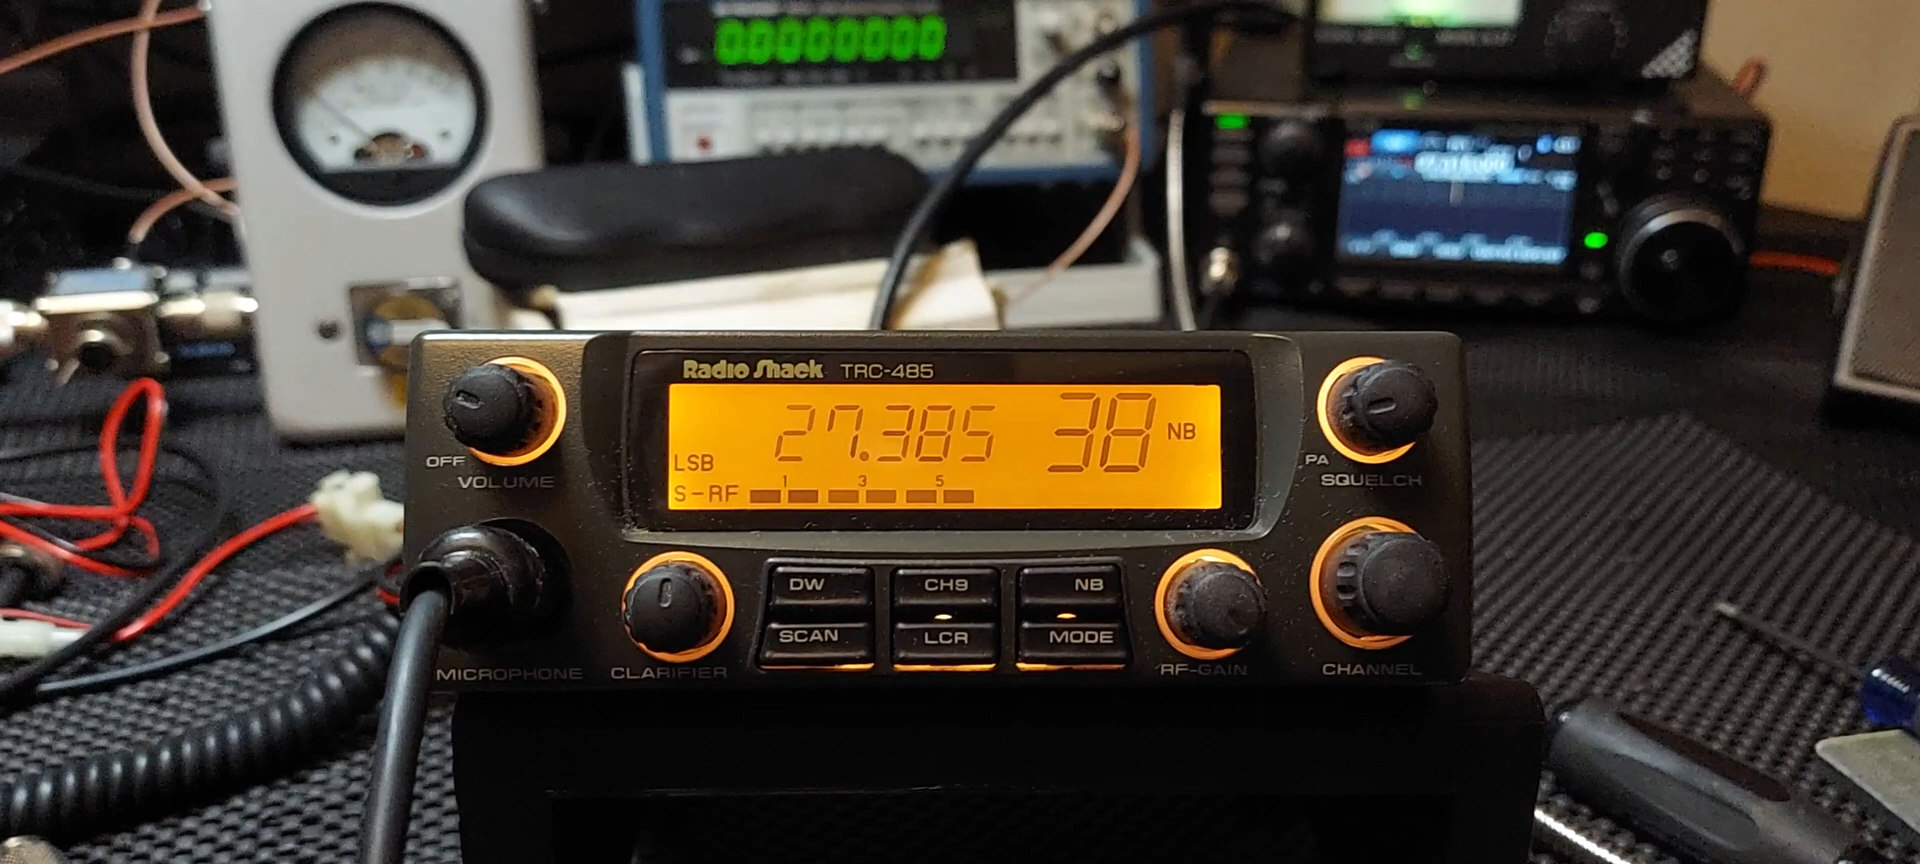 00000000
Radio Shack TRC-485
27.385 38 NB
LSB
1 3 5
S-RF
OFF
VOLUME
PA
SQUELCH
DW CH9 NB
SCAN LCR MODE
MICROPHONE CLARIFIER RF-GAIN CHANNEL